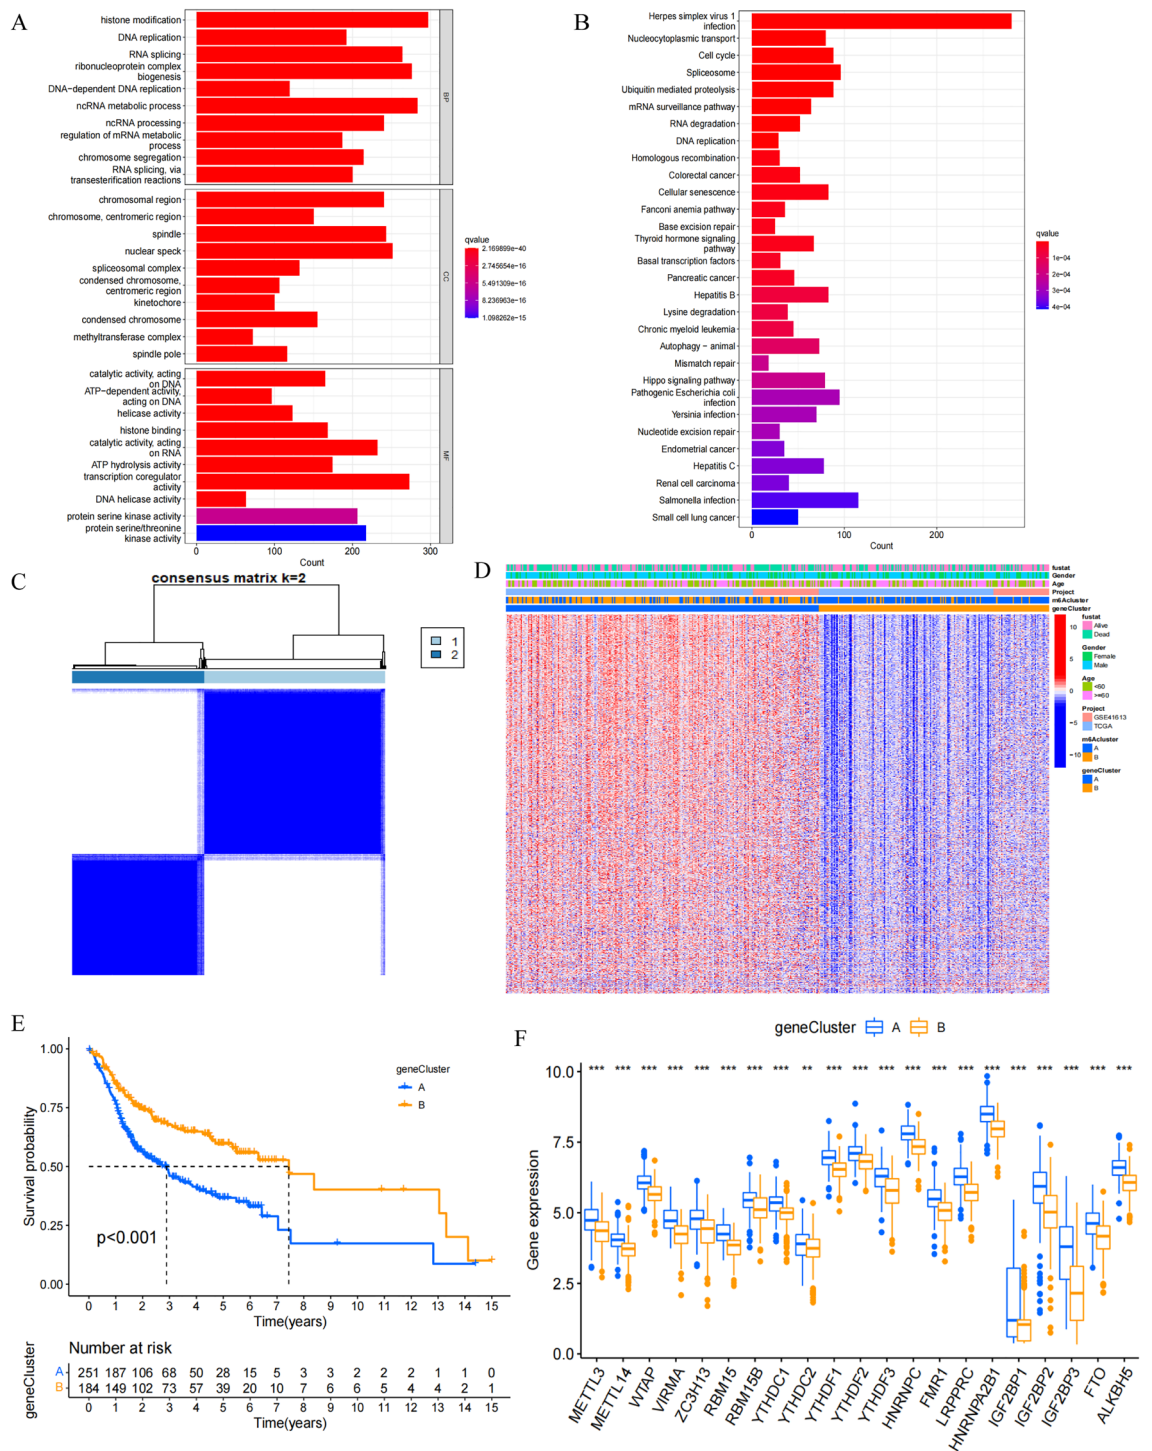 A
histone modification
DNA replication
RNA splicing
ribonucleoprotein complex
biogenesis
DNA−dependent DNA replication
ncRNA metabolic process
ncRNA processing
regulation of mRNA metabolic
process
chromosome segregation
RNA splicing, via
transesterification reactions
BP
chromosomal region
chromosome, centromeric region
spindle
nuclear speck
spliceosomal complex
condensed chromosome,
centromeric region
kinetochore
condensed chromosome
methyltransferase complex
spindle pole
CC
catalytic activity, acting
on DNA
ATP−dependent activity,
acting on DNA
helicase activity
histone binding
catalytic activity, acting
on RNA
ATP hydrolysis activity
transcription coregulator
activity
DNA helicase activity
protein serine kinase activity
protein serine/threonine
kinase activity
MF
0 100 200 300
Count
qvalue
2.169899e−40
2.745654e−16
5.491309e−16
8.236963e−16
1.098262e−15
B
Herpes simplex virus 1
infection
Nucleocytoplasmic transport
Cell cycle
Spliceosome
Ubiquitin mediated proteolysis
mRNA surveillance pathway
RNA degradation
DNA replication
Homologous recombination
Colorectal cancer
Cellular senescence
Fanconi anemia pathway
Base excision repair
Thyroid hormone signaling
pathway
Basal transcription factors
Pancreatic cancer
Hepatitis B
Lysine degradation
Chronic myeloid leukemia
Autophagy − animal
Mismatch repair
Hippo signaling pathway
Pathogenic Escherichia coli
infection
Yersinia infection
Nucleotide excision repair
Endometrial cancer
Hepatitis C
Renal cell carcinoma
Salmonella infection
Small cell lung cancer
0 100 200
Count
qvalue
1e−04
2e−04
3e−04
4e−04
C
consensus matrix k=2
1
2
D
fustat
Gender
Age
Project
m6Acluster
geneCluster
10
5
0
−5
−10
fustat
Alive
Dead
Gender
Female
Male
Age
<60
>=60
Project
GSE41613
TCGA
m6Acluster
A
B
geneCluster
A
B
E
Survival probability
1.00
0.75
0.50
0.25
0.00
p<0.001
geneCluster
A
B
0 1 2 3 4 5 6 7 8 9 10 11 12 13 14 15
Time(years)
Number at risk
geneCluster
A 251 187 106 68 50 28 15 5 3 3 2 2 2 1 1 0
B 184 149 102 73 57 39 20 10 7 6 6 5 4 4 2 1
0 1 2 3 4 5 6 7 8 9 10 11 12 13 14 15
Time(years)
F
geneCluster A B
*** *** *** *** *** *** *** *** ** *** *** *** *** *** *** *** *** *** *** *** ***
Gene expression
10.0
7.5
5.0
2.5
0.0
METTL3
METTL14
WTAP
VIRMA
ZC3H13
RBM15
RBM15B
YTHDC1
YTHDC2
YTHDF1
YTHDF2
YTHDF3
HNRNPC
FMR1
LRPPRC
HNRNPA2B1
IGF2BP1
IGF2BP2
IGF2BP3
FTO
ALKBH5